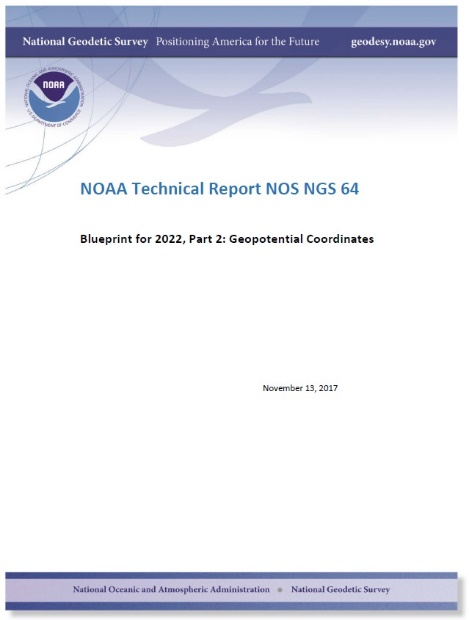 National Geodetic Survey Positioning America for the Future geodesy.noaa.gov
NOAA
NOAA Technical Report NOS NGS 64
Blueprint for 2022, Part 2: Geopotential Coordinates
November 13, 2017
National Oceanic and Atmospheric Administration National Geodetic Survey